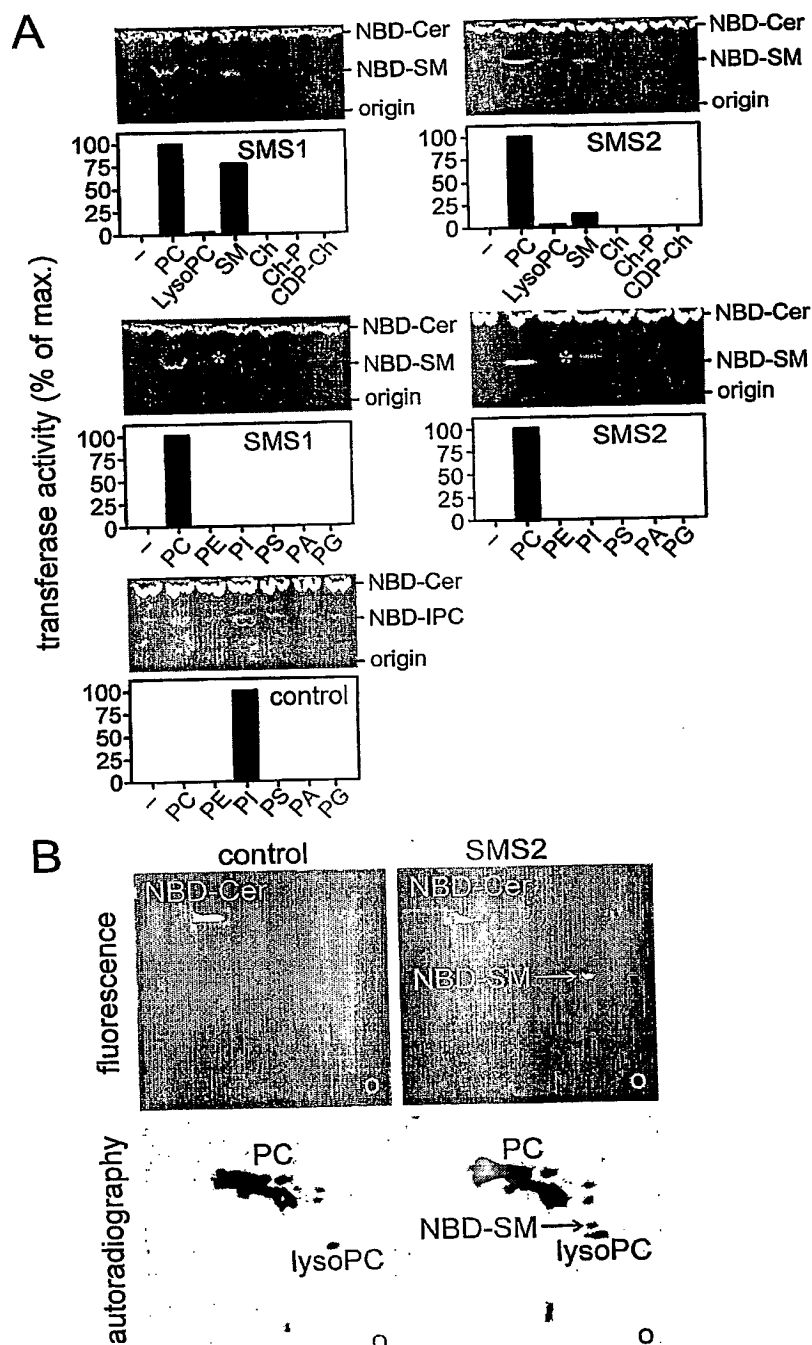 A
NBD-Cer
NBD-SM
origin
100
75
50
25
0
SMS1
– PC LysoPC SM Ch Ch-P CDP-Ch
NBD-Cer
NBD-SM
origin
100
75
50
25
0
SMS2
– PC LysoPC SM Ch Ch-P CDP-Ch
transferase activity (% of max.)
*
NBD-Cer
NBD-SM
origin
100
75
50
25
0
SMS1
– PC PE PI PS PA PG
*
NBD-Cer
NBD-SM
origin
100
75
50
25
0
SMS2
– PC PE PI PS PA PG
NBD-Cer
NBD-IPC
origin
100
75
50
25
0
control
– PC PE PI PS PA PG
B
control
SMS2
fluorescence
NBD-Cer
O
NBD-Cer
NBD-SM
O
autoradiography
PC
lysoPC
O
PC
NBD-SM
lysoPC
O